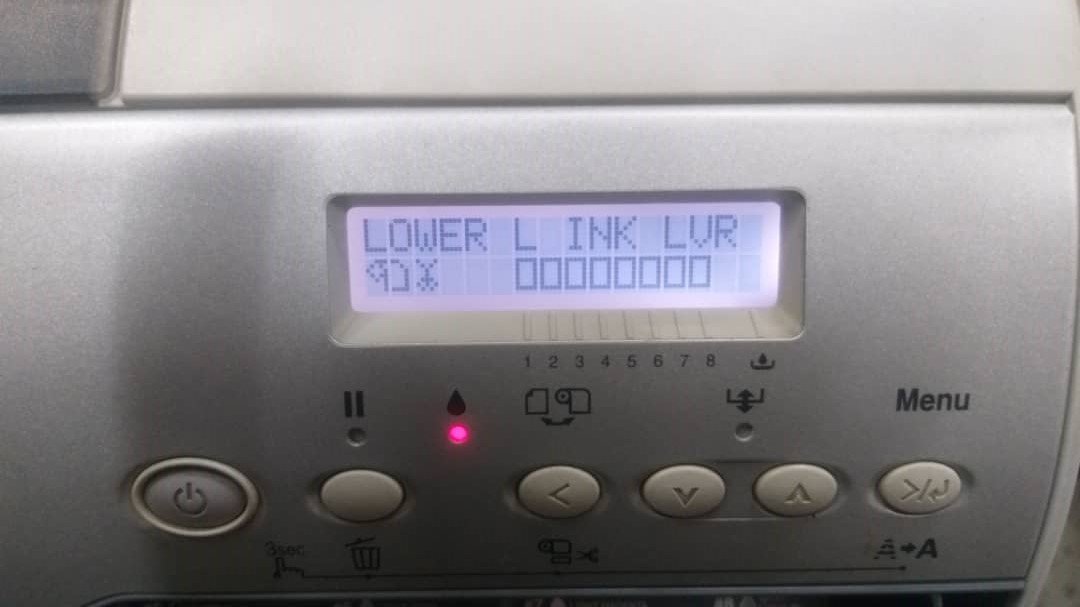 LOWER L INK LVR
1 2 3 4 5 6 7 8
Menu
3sec.
A